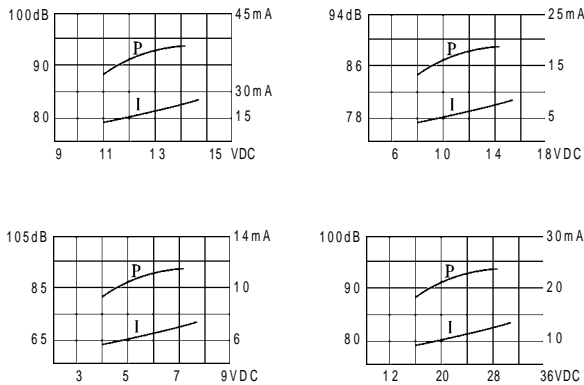 100dB
45mA
P
90
30mA
I
80
15
9 11 13 15 VDC
94dB
25mA
P
86
15
I
78
5
6 10 14 18VDC
105dB
14mA
P
85
10
I
65
6
3 5 7 9VDC
100dB
30mA
P
90
20
I
80
10
12 20 28 36VDC